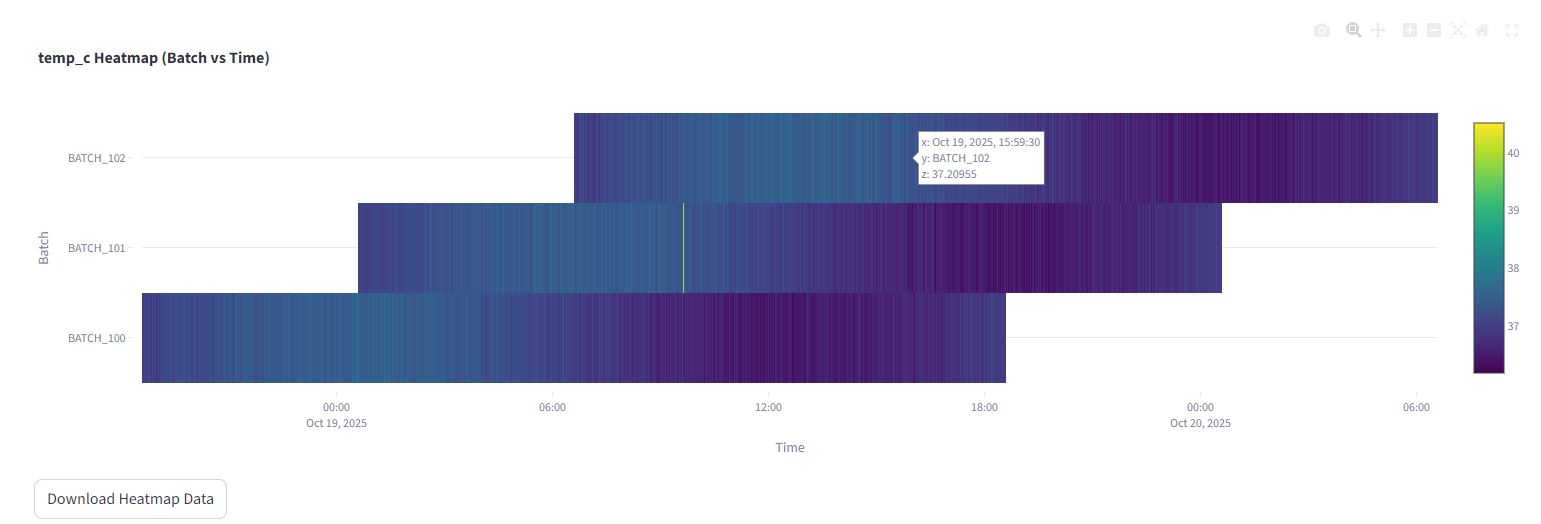 temp_c Heatmap (Batch vs Time)
BATCH_102
BATCH_101
BATCH_100
Batch
x: Oct 19, 2025, 15:59:30
y: BATCH_102
z: 37.20955
40
39
38
37
00:00
Oct 19, 2025
06:00
12:00
18:00
00:00
Oct 20, 2025
06:00
Time
Download Heatmap Data